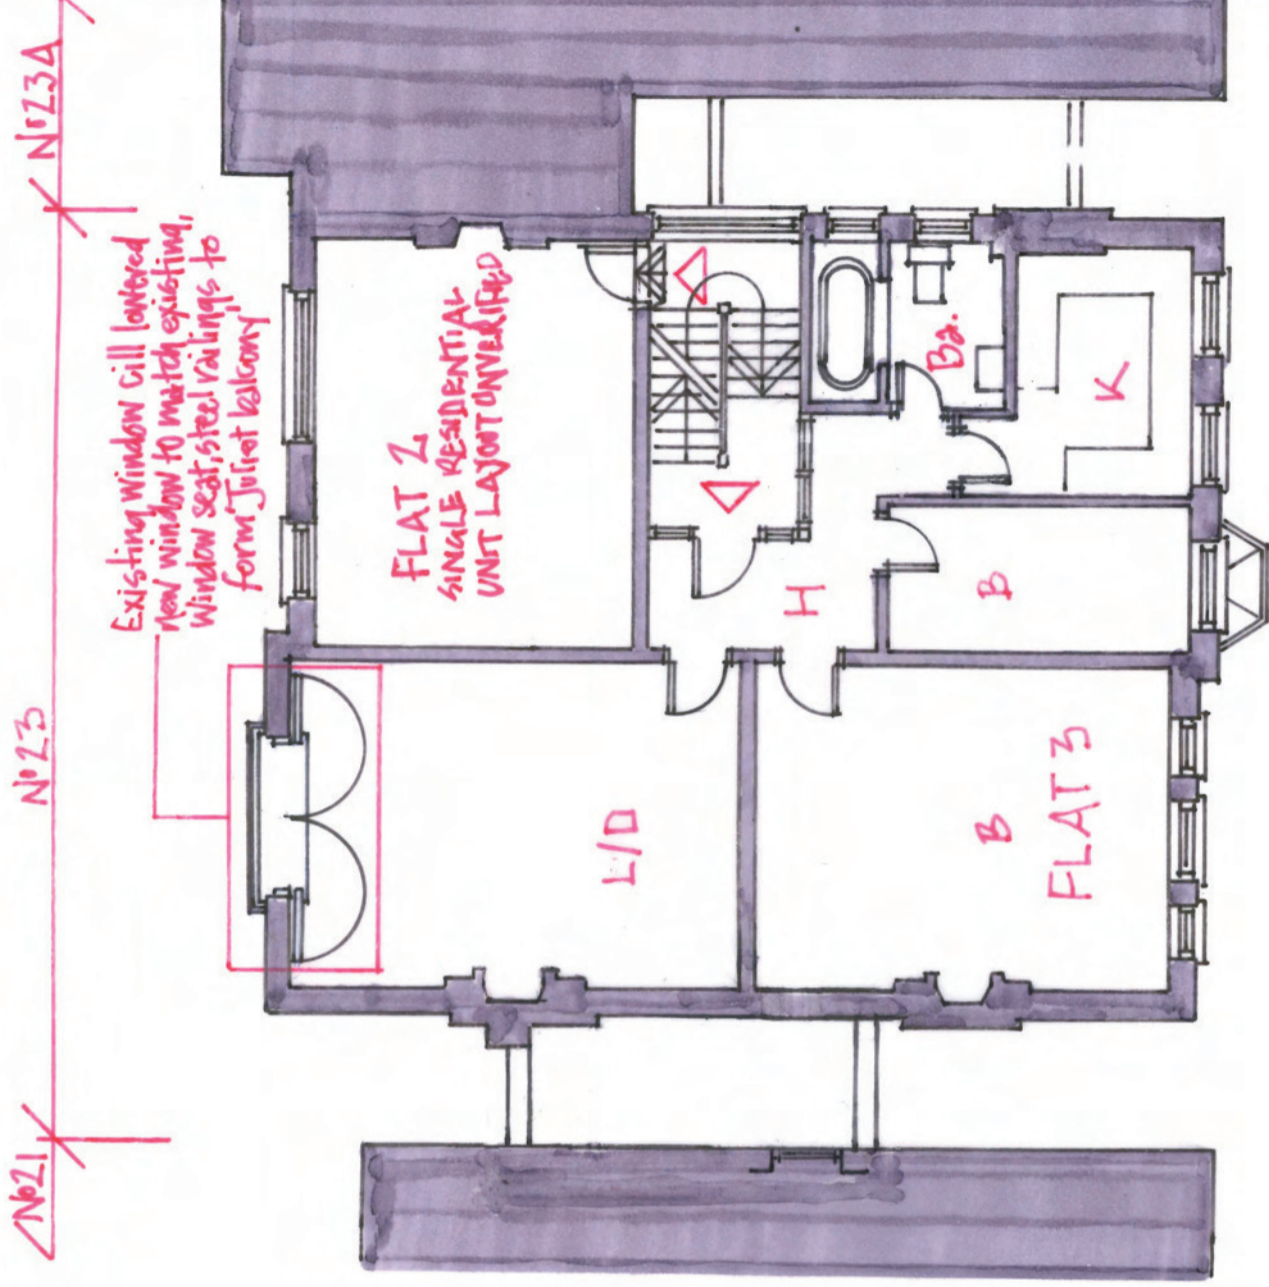 Nº21
Nº23
Nº23A
Existing window cill lowered
new window to match existing,
window seat, steel railings to
form Juliet balcony
FLAT 2
SINGLE RESIDENTIAL
UNIT LAYOUT UNVERIFIED
L/D
H
Ba.
K
B
B
FLAT 3